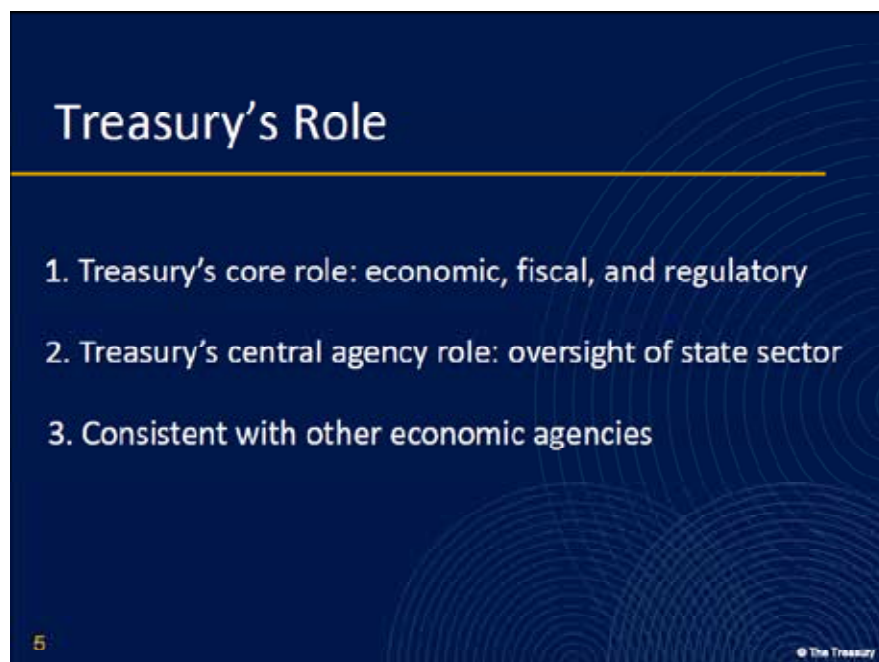 Treasury's Role
1. Treasury's core role: economic, fiscal, and regulatory
2. Treasury's central agency role: oversight of state sector
3. Consistent with other economic agencies
5
© The Treasury